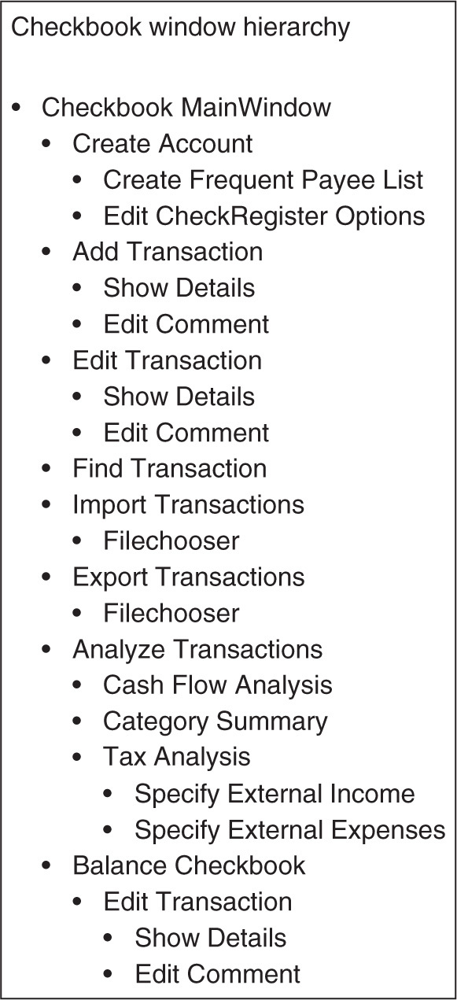 Checkbook window hierarchy
• Checkbook MainWindow
• Create Account
• Create Frequent Payee List
• Edit CheckRegister Options
• Add Transaction
• Show Details
• Edit Comment
• Edit Transaction
• Show Details
• Edit Comment
• Find Transaction
• Import Transactions
• Filechooser
• Export Transactions
• Filechooser
• Analyze Transactions
• Cash Flow Analysis
• Category Summary
• Tax Analysis
• Specify External Income
• Specify External Expenses
• Balance Checkbook
• Edit Transaction
• Show Details
• Edit Comment